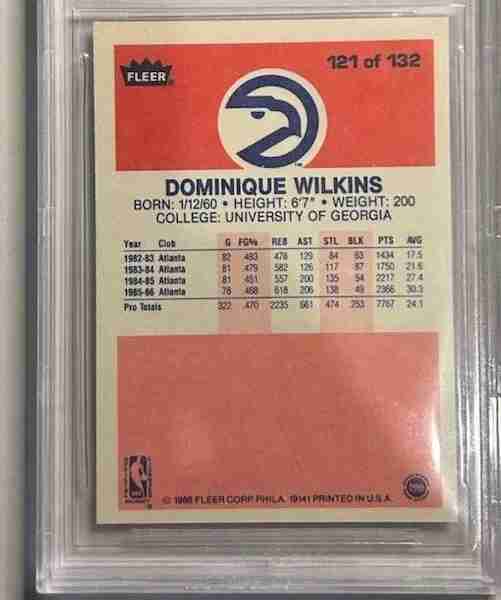 FLEER
121 of 132
DOMINIQUE WILKINS
BORN: 1/12/60 • HEIGHT: 6'7" • WEIGHT: 200
COLLEGE: UNIVERSITY OF GEORGIA
Year Club G FG% REB AST STL BLK PTS AVG
1982-83 Atlanta 82 .493 478 129 84 63 1434 17.5
1983-84 Atlanta 81 .479 582 126 117 87 1750 21.6
1984-85 Atlanta 81 .451 557 200 135 54 2217 27.4
1985-86 Atlanta 78 .468 618 206 138 49 2366 30.3
Pro Totals 322 .470 2235 661 474 253 7767 24.1
NBA
© 1986 FLEER CORP. PHILA. 19141 PRINTED IN U.S.A.